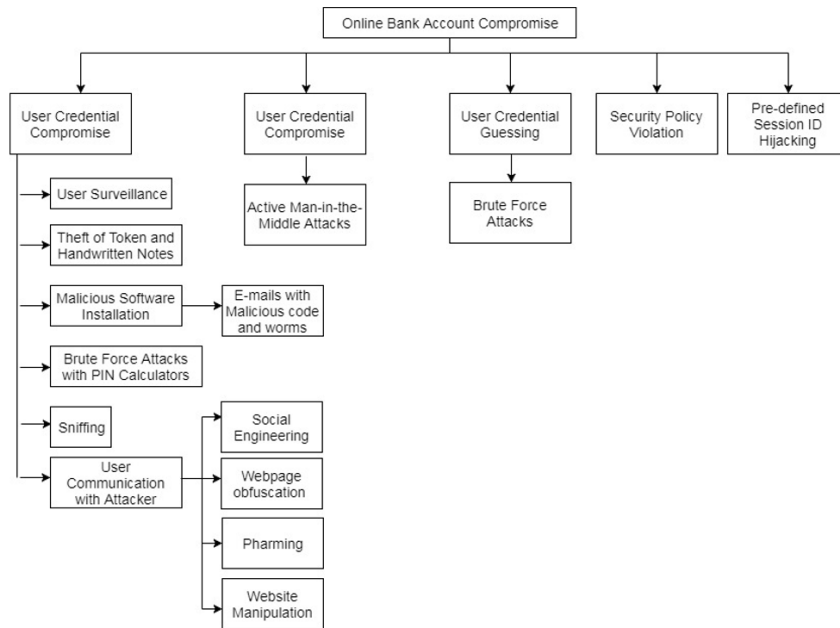 Online Bank Account Compromise
User Credential
Compromise
User Credential
Compromise
User Credential
Guessing
Security Policy
Violation
Pre-defined
Session ID
Hijacking
User Surveillance
Active Man-in-the-
Middle Attacks
Brute Force
Attacks
Theft of Token and
Handwritten Notes
Malicious Software
Installation
E-mails with
Malicious code
and worms
Brute Force Attacks
with PIN Calculators
Sniffing
User
Communication
with Attacker
Social
Engineering
Webpage
obfuscation
Pharming
Website
Manipulation